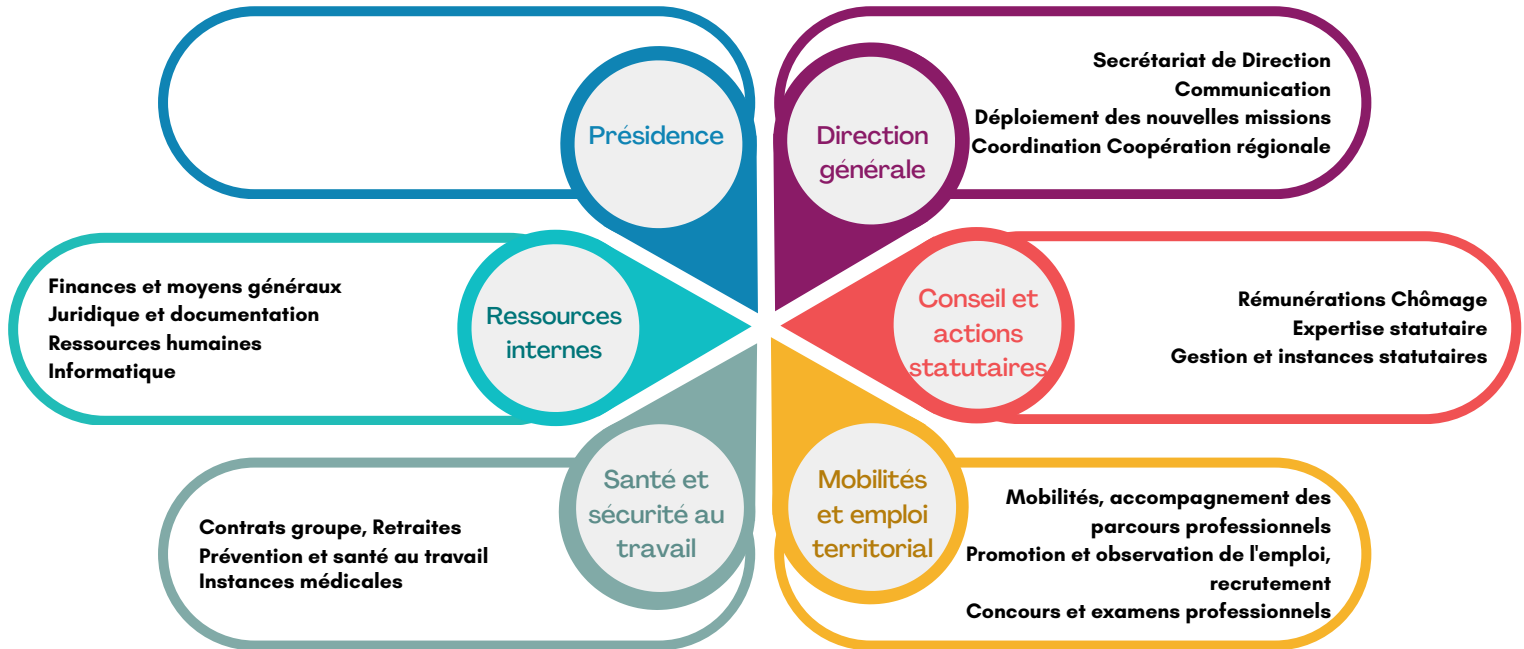 Présidence
Direction
générale
Secrétariat de Direction
Communication
Déploiement des nouvelles missions
Coordination Coopération régionale
Finances et moyens généraux
Juridique et documentation
Ressources humaines
Informatique
Ressources
internes
Conseil et
actions
statutaires
Rémunérations Chômage
Expertise statutaire
Gestion et instances statutaires
Contrats groupe, Retraites
Prévention et santé au travail
Instances médicales
Santé et
sécurité au
travail
Mobilités
et emploi
territorial
Mobilités, accompagnement des
parcours professionnels
Promotion et observation de l'emploi,
recrutement
Concours et examens professionnels